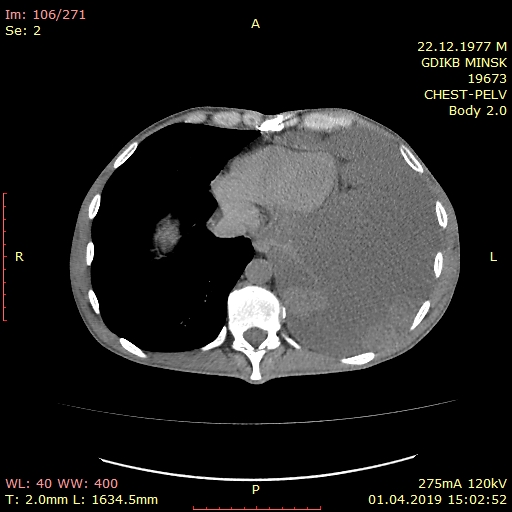 Im: 106/271
Se: 2
A
22.12.1977 M
GDIKB MINSK
19673
CHEST-PELV
Body 2.0
R
L
WL: 40 WW: 400
T: 2.0mm L: 1634.5mm
P
275mA 120kV
01.04.2019 15:02:52